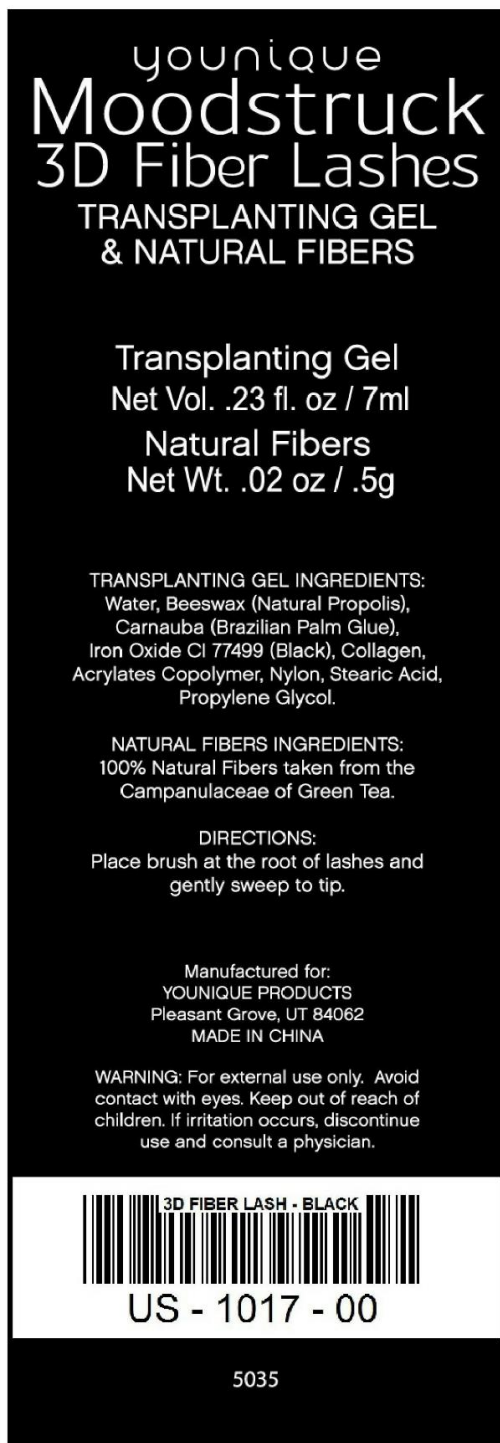 younique
Moodstruck
3D Fiber Lashes
TRANSPLANTING GEL
& NATURAL FIBERS
Transplanting Gel
Net Vol. .23 fl. oz / 7ml
Natural Fibers
Net Wt. .02 oz / .5g
TRANSPLANTING GEL INGREDIENTS:
Water, Beeswax (Natural Propolis),
Carnauba (Brazilian Palm Glue),
Iron Oxide CI 77499 (Black), Collagen,
Acrylates Copolymer, Nylon, Stearic Acid,
Propylene Glycol.
NATURAL FIBERS INGREDIENTS:
100% Natural Fibers taken from the
Campanulaceae of Green Tea.
DIRECTIONS:
Place brush at the root of lashes and
gently sweep to tip.
Manufactured for:
YOUNIQUE PRODUCTS
Pleasant Grove, UT 84062
MADE IN CHINA
WARNING: For external use only. Avoid
contact with eyes. Keep out of reach of
children. If irritation occurs, discontinue
use and consult a physician.
3D FIBER LASH - BLACK
US - 1017 - 00
5035